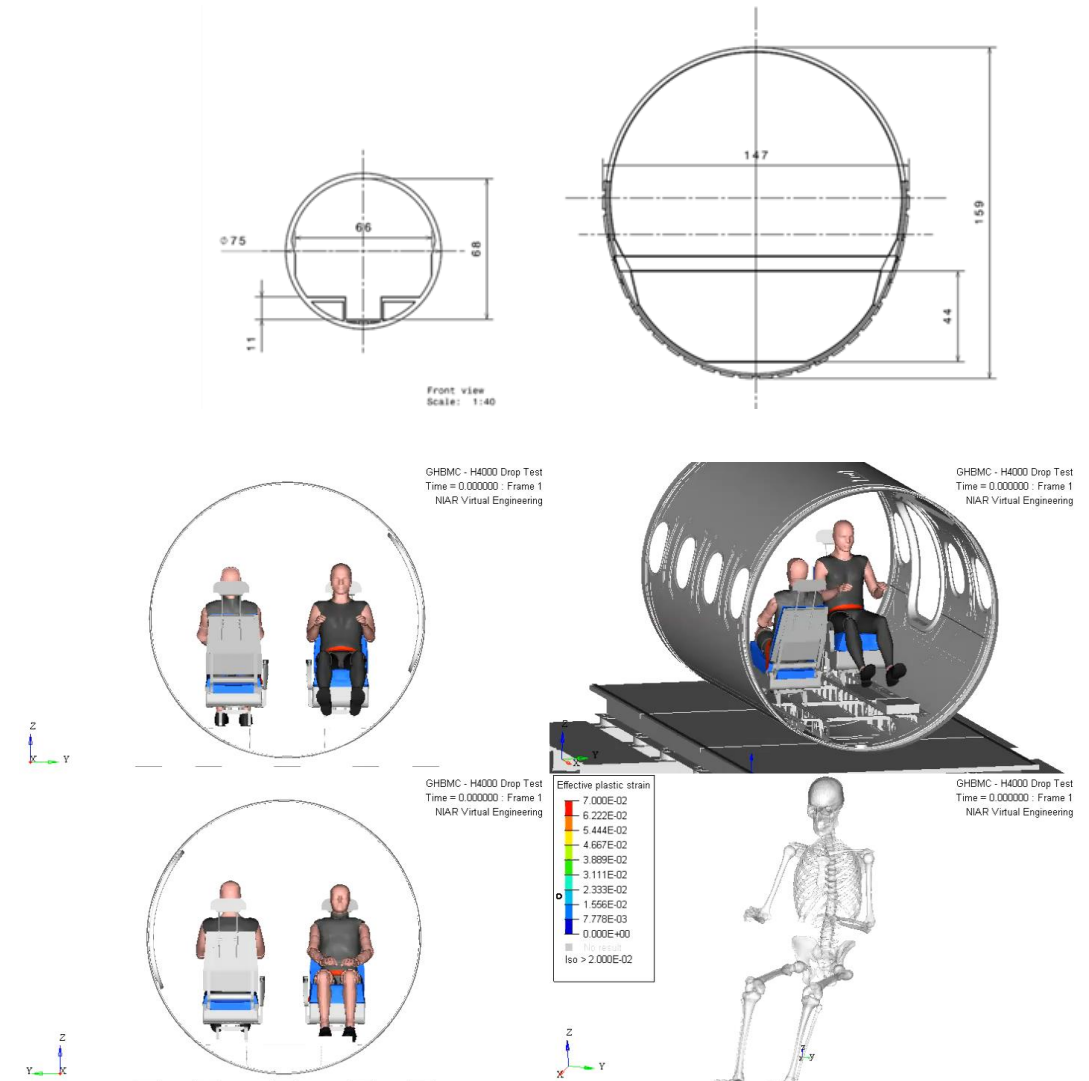 147
159
44
⌀75
66
68
11
Front view
Scale: 1:40
GHBMC - H4000 Drop Test
Time = 0.000000 : Frame 1
NIAR Virtual Engineering
Z
X
Y
GHBMC - H4000 Drop Test
Time = 0.000000 : Frame 1
NIAR Virtual Engineering
Z
Y
X
GHBMC - H4000 Drop Test
Time = 0.000000 : Frame 1
NIAR Virtual Engineering
Z
Y
X
Effective plastic strain
7.000E-02
6.222E-02
5.444E-02
4.667E-02
3.889E-02
3.111E-02
2.333E-02
1.556E-02
7.778E-03
0.000E+00
No result
Iso > 2.000E-02
GHBMC - H4000 Drop Test
Time = 0.000000 : Frame 1
NIAR Virtual Engineering
Z
Y
X
Z
y